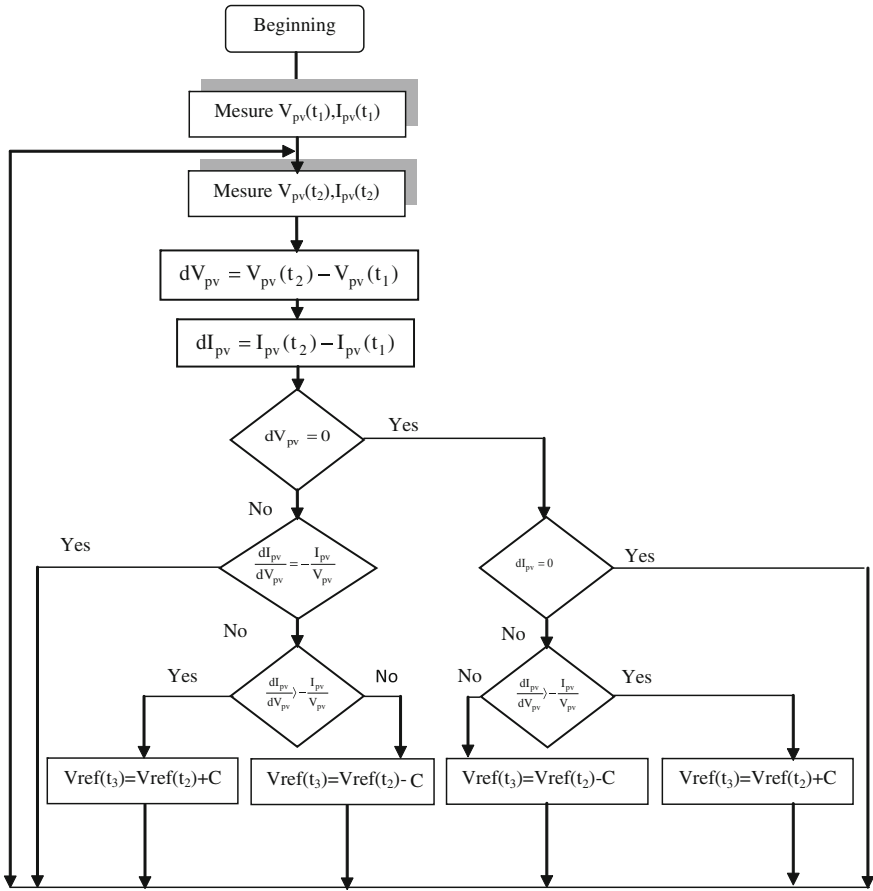 Beginning
Mesure V_pv(t_1),I_pv(t_1)
Mesure V_pv(t_2),I_pv(t_2)
dV_pv = V_pv(t_2) − V_pv(t_1)
dI_pv = I_pv(t_2) − I_pv(t_1)
dV_pv = 0
Yes
No
Yes
dI_pv/dV_pv = −I_pv/V_pv
dI_pv = 0
Yes
No
No
Yes
dI_pv/dV_pv ⟩ −I_pv/V_pv
No
No
dI_pv/dV_pv ⟩ −I_pv/V_pv
Yes
Vref(t_3)=Vref(t_2)+C
Vref(t_3)=Vref(t_2)-C
Vref(t_3)=Vref(t_2)-C
Vref(t_3)=Vref(t_2)+C